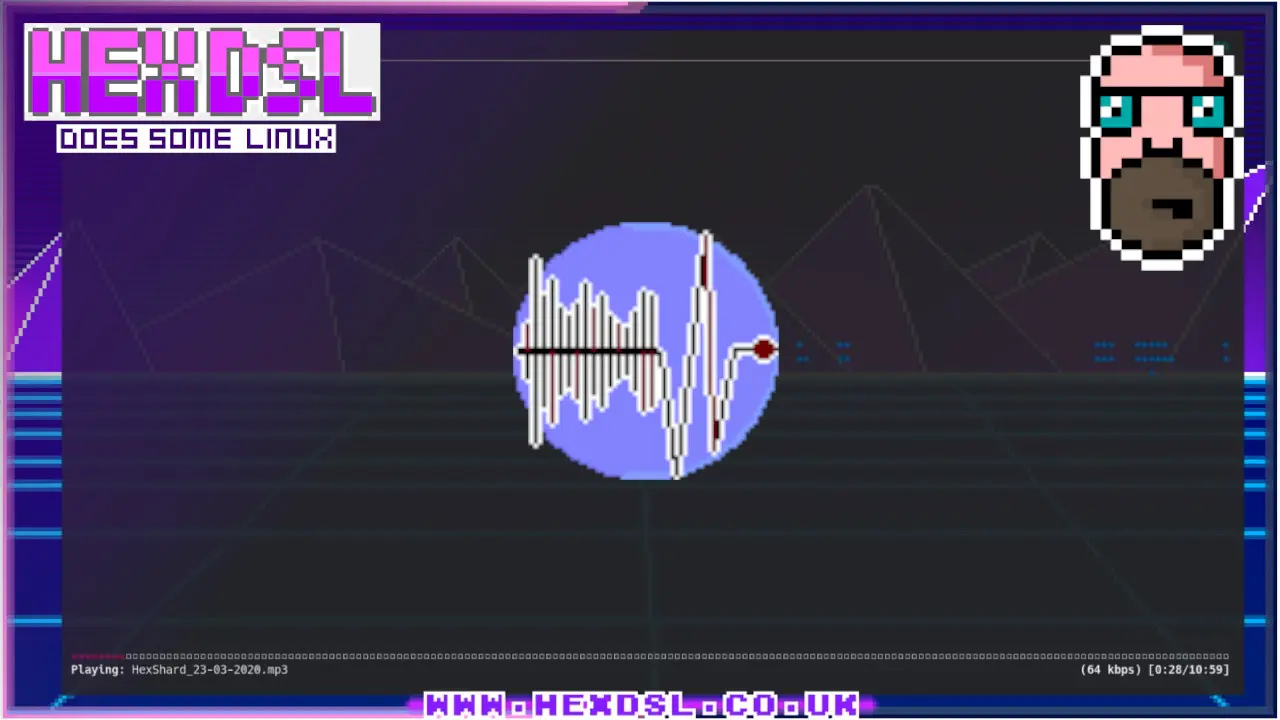 HEXDSL
DOES SOME LINUX
Playing: HexShard_23-03-2020.mp3
(64 kbps) [0:28/10:59]
WWW.HEXDSL.CO.UK